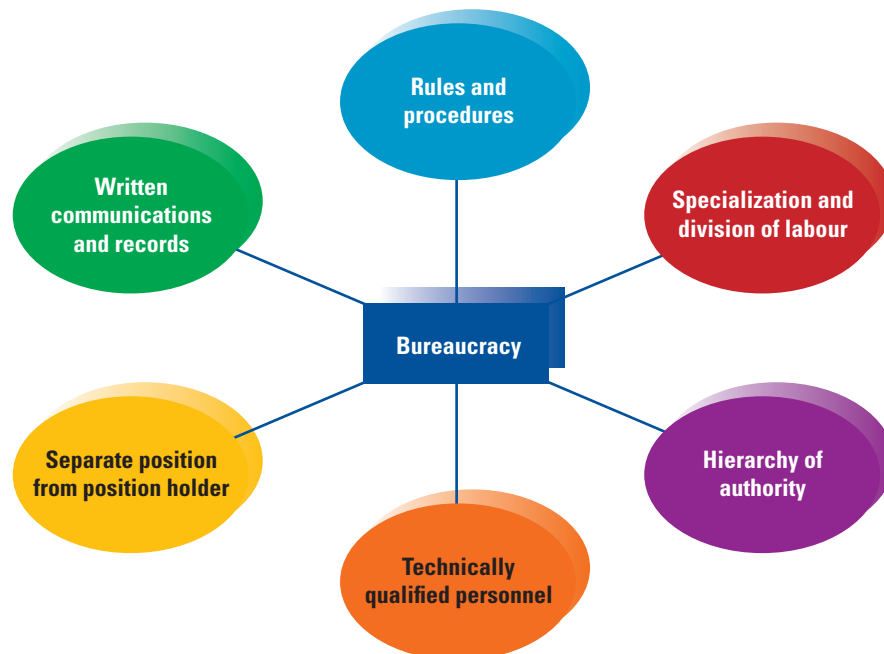 Rules and
procedures
Written
communications
and records
Specialization and
division of labour
Bureaucracy
Separate position
from position holder
Hierarchy of
authority
Technically
qualified personnel